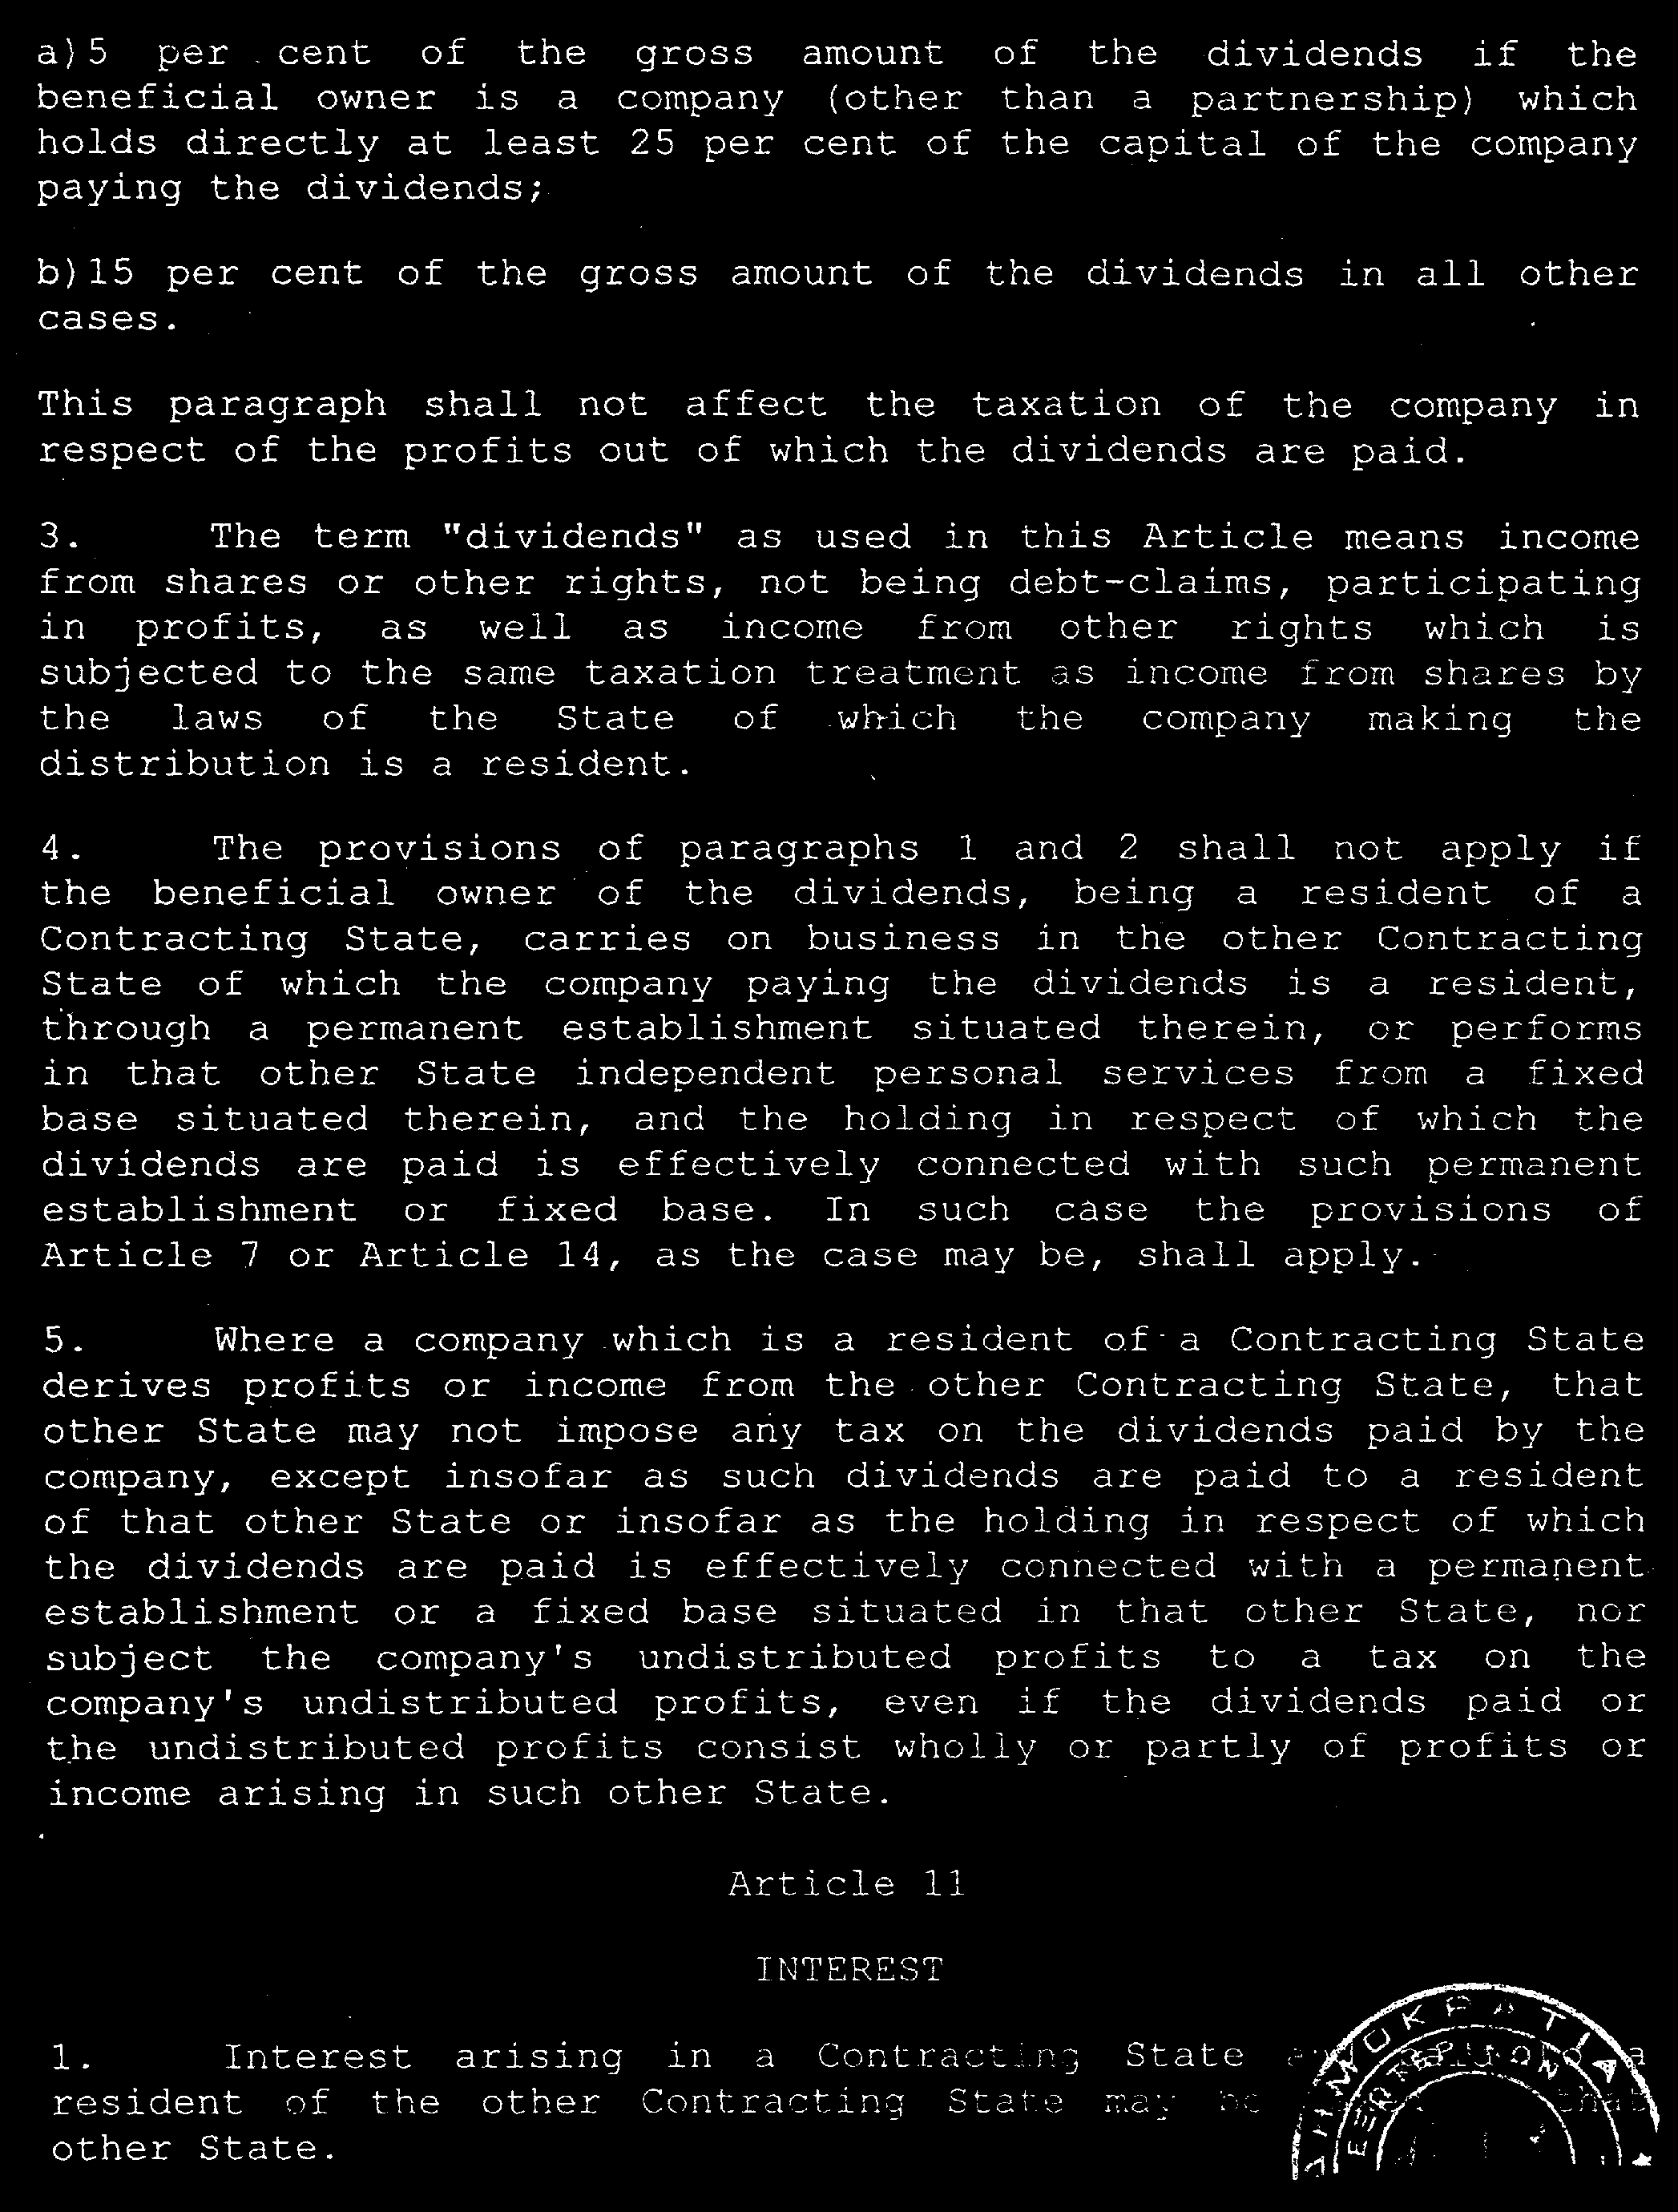 a)5 per cent of the gross amount of the dividends if the
beneficial owner is a company (other than a partnership) which
holds directly at least 25 per cent of the capital of the company
paying the dividends;
b)15 per cent of the gross amount of the dividends in all other
cases.
This paragraph shall not affect the taxation of the company in
respect of the profits out of which the dividends are paid.
3. The term "dividends" as used in this Article means income
from shares or other rights, not being debt-claims, participating
in profits, as well as income from other rights which is
subjected to the same taxation treatment as income from shares by
the laws of the State of which the company making the
distribution is a resident.
4. The provisions of paragraphs 1 and 2 shall not apply if
the beneficial owner of the dividends, being a resident of a
Contracting State, carries on business in the other Contracting
State of which the company paying the dividends is a resident,
through a permanent establishment situated therein, or performs
in that other State independent personal services from a fixed
base situated therein, and the holding in respect of which the
dividends are paid is effectively connected with such permanent
establishment or fixed base. In such case the provisions of
Article 7 or Article 14, as the case may be, shall apply.
5. Where a company which is a resident of a Contracting State
derives profits or income from the other Contracting State, that
other State may not impose any tax on the dividends paid by the
company, except insofar as such dividends are paid to a resident
of that other State or insofar as the holding in respect of which
the dividends are paid is effectively connected with a permanent
establishment or a fixed base situated in that other State, nor
subject the company's undistributed profits to a tax on the
company's undistributed profits, even if the dividends paid or
the undistributed profits consist wholly or partly of profits or
income arising in such other State.
Article 11
INTEREST
1. Interest arising in a Contracting State a
resident of the other Contracting State may be that
other State.